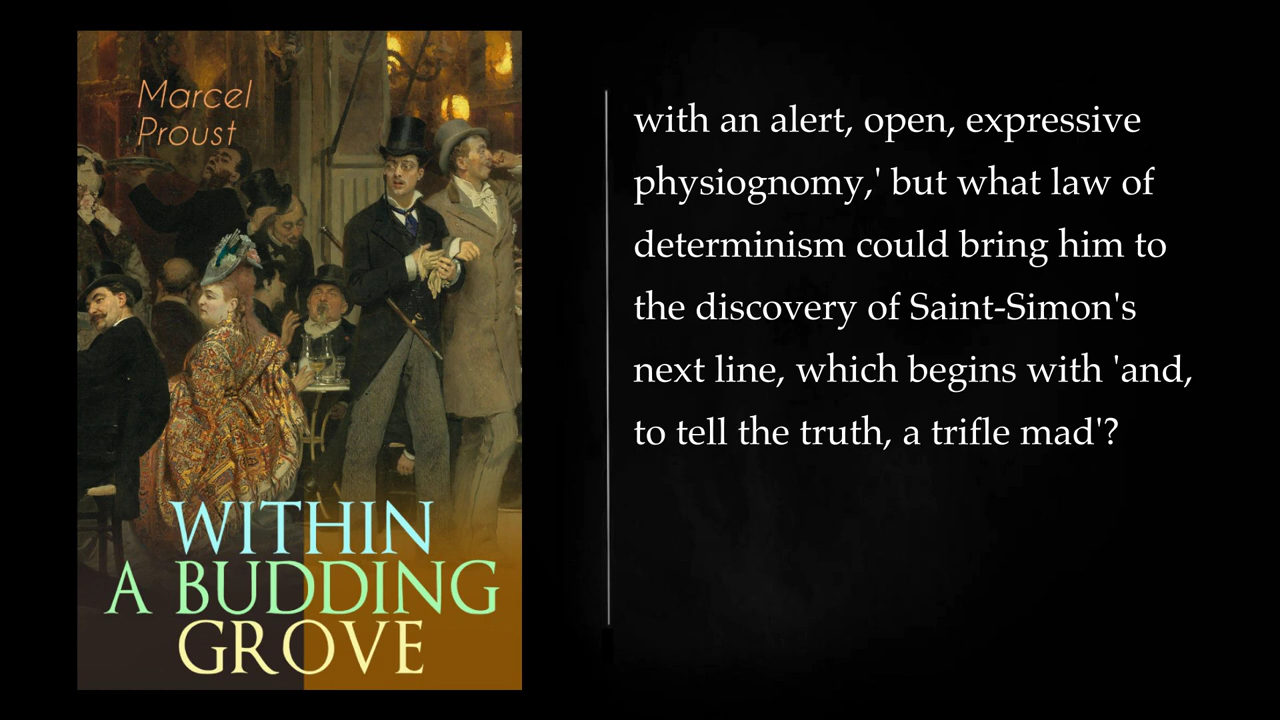 Marcel
Proust
WITHIN
A BUDDING
GROVE
with an alert, open, expressive
physiognomy,' but what law of
determinism could bring him to
the discovery of Saint-Simon's
next line, which begins with 'and,
to tell the truth, a trifle mad'?